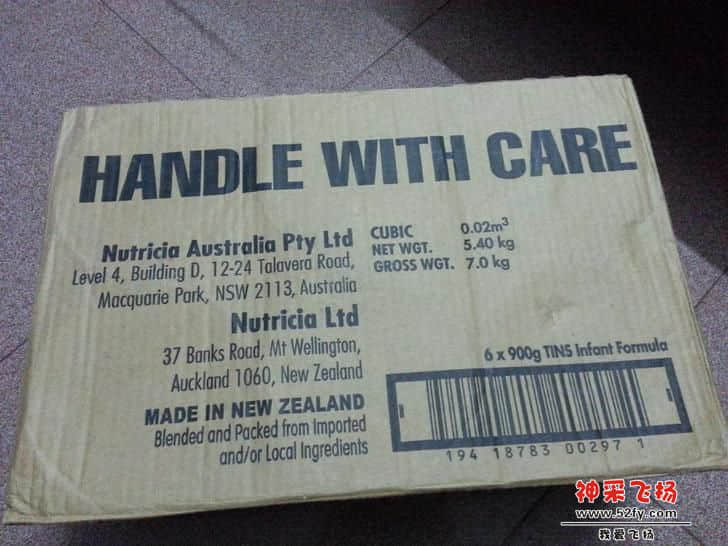 HANDLE WITH CARE
Nutricia Australia Pty Ltd
Level 4, Building D, 12-24 Talavera Road,
Macquarie Park, NSW 2113, Australia
Nutricia Ltd
37 Banks Road, Mt Wellington,
Auckland 1060, New Zealand
MADE IN NEW ZEALAND
Blended and Packed from Imported
and/or Local Ingredients
CUBIC 0.02m³
NET WGT. 5.40 kg
GROSS WGT. 7.0 kg
6 x 900g TINS Infant Formula
194 18783 00297 1
神采飞扬
www.52fy.com
我爱飞扬